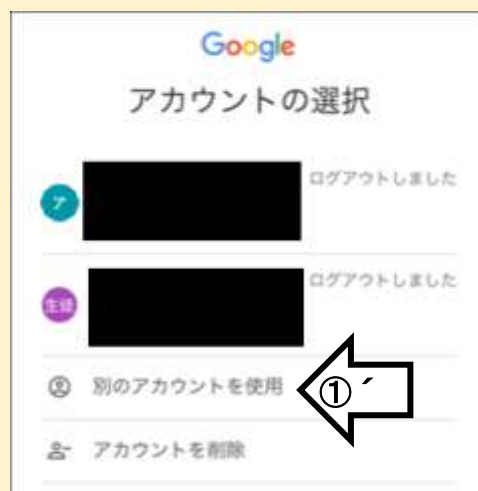 Google
アカウントの選択
ア
ログアウトしました
生徒
ログアウトしました
別のアカウントを使用
①´
アカウントを削除